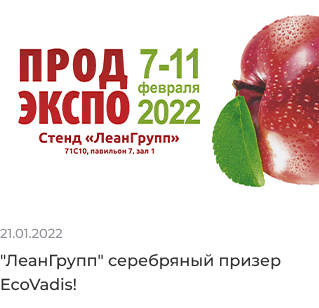 ПРОД 7-11
ЭКСПО февраля
2022
Стенд «ЛеанГрупп»
71С10, павильон 7. зал 1
21.01.2022
"ЛеанГрупп" серебряный призер
EcoVadis!